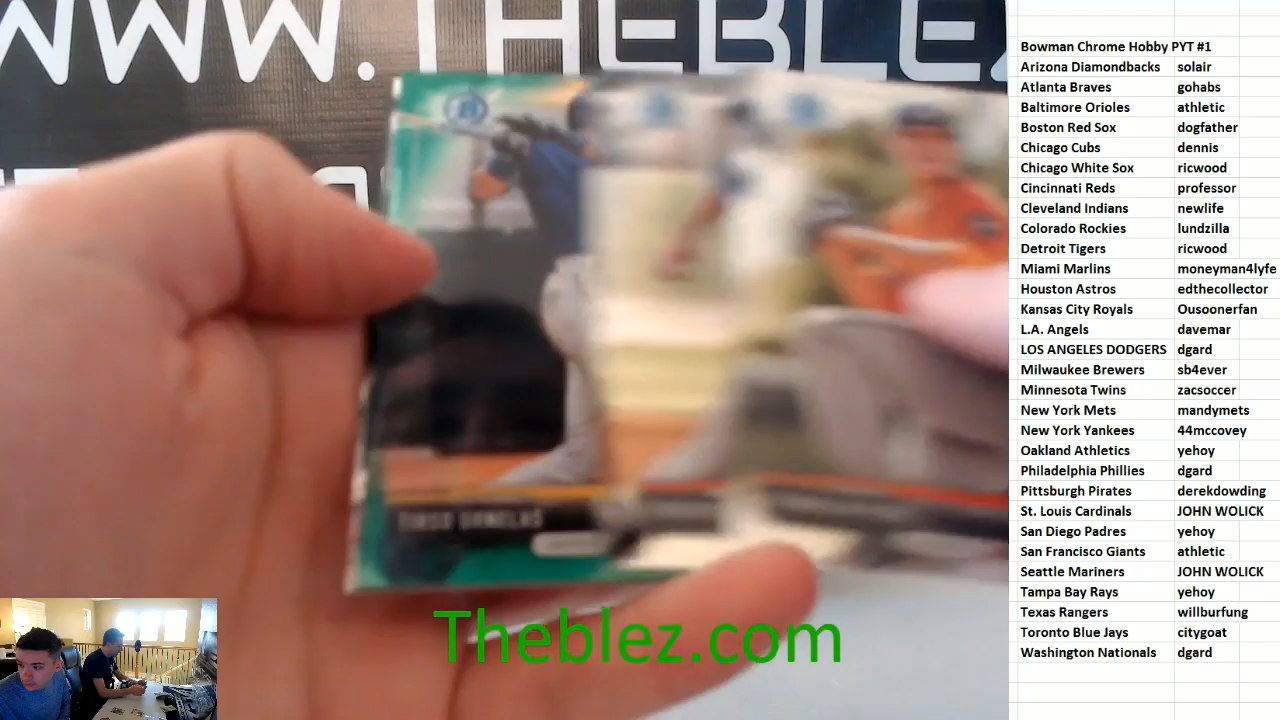 WWW.THEBLEZ
Bowman Chrome Hobby PYT #1
Arizona Diamondbacks solair
Atlanta Braves gohabs
Baltimore Orioles athletic
Boston Red Sox dogfather
Chicago Cubs dennis
Chicago White Sox ricwood
Cincinnati Reds professor
Cleveland Indians newlife
Colorado Rockies lundzilla
Detroit Tigers ricwood
Miami Marlins moneyman4lyfe
Houston Astros edthecollector
Kansas City Royals Ousoonerfan
L.A. Angels davemar
LOS ANGELES DODGERS dgard
Milwaukee Brewers sb4ever
Minnesota Twins zacsoccer
New York Mets mandymets
New York Yankees 44mccovey
Oakland Athletics yehoy
Philadelphia Phillies dgard
Pittsburgh Pirates derekdowding
St. Louis Cardinals JOHN WOLICK
San Diego Padres yehoy
San Francisco Giants athletic
Seattle Mariners JOHN WOLICK
Tampa Bay Rays yehoy
Texas Rangers willburfung
Toronto Blue Jays citygoat
Washington Nationals dgard
Theblez.com